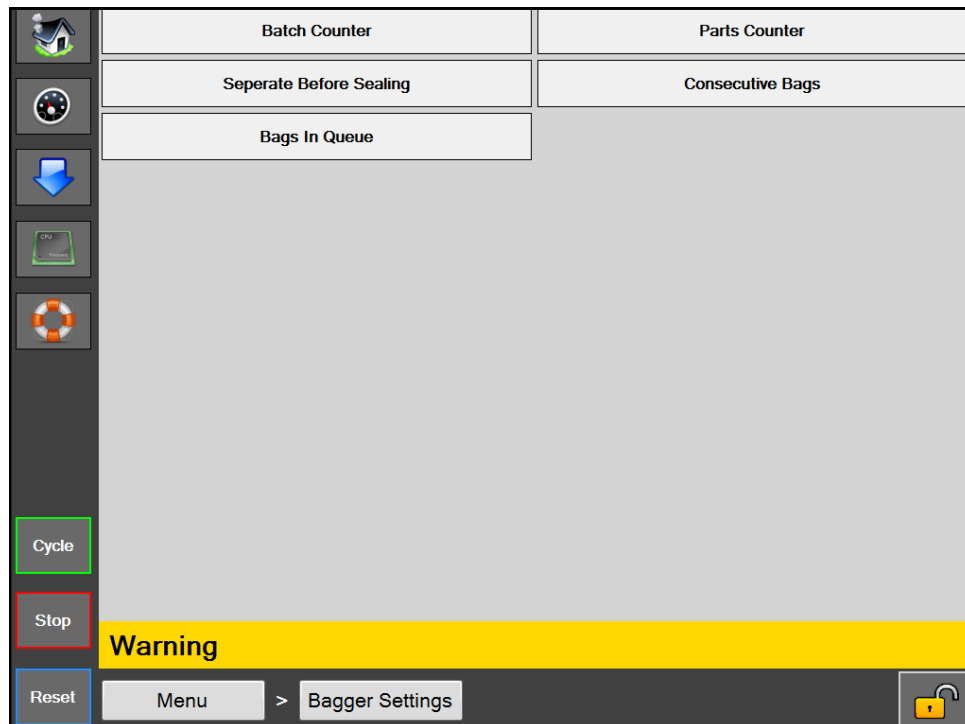 Batch Counter
Parts Counter
Seperate Before Sealing
Consecutive Bags
Bags In Queue
CPU
Cycle
Stop
Warning
Reset
Menu
>
Bagger Settings